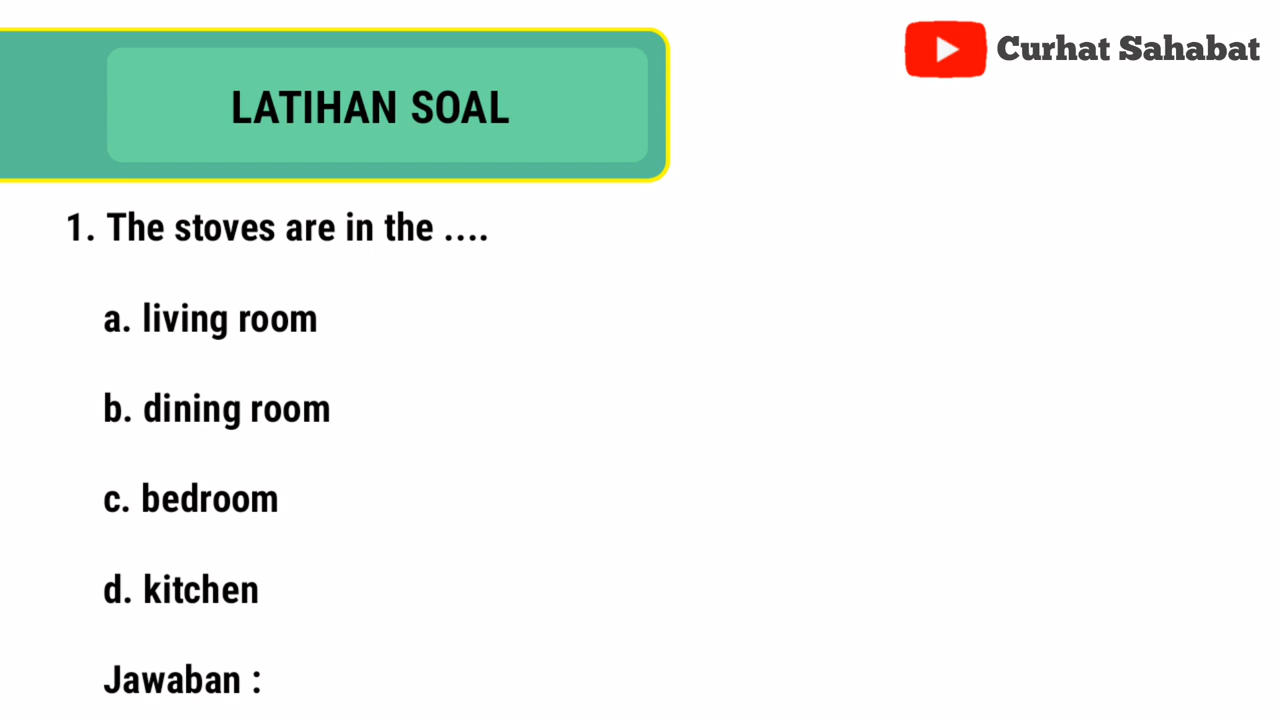 Curhat Sahabat
LATIHAN SOAL
1. The stoves are in the ....
a. living room
b. dining room
c. bedroom
d. kitchen
Jawaban :